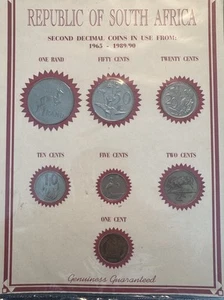 REPUBLIC OF SOUTH AFRICA
SECOND DECIMAL COINS IN USE FROM:
1965 - 1989/90
ONE RAND FIFTY CENTS TWENTY CENTS
TEN CENTS FIVE CENTS TWO CENTS
ONE CENT
Genuiness Guaranteed